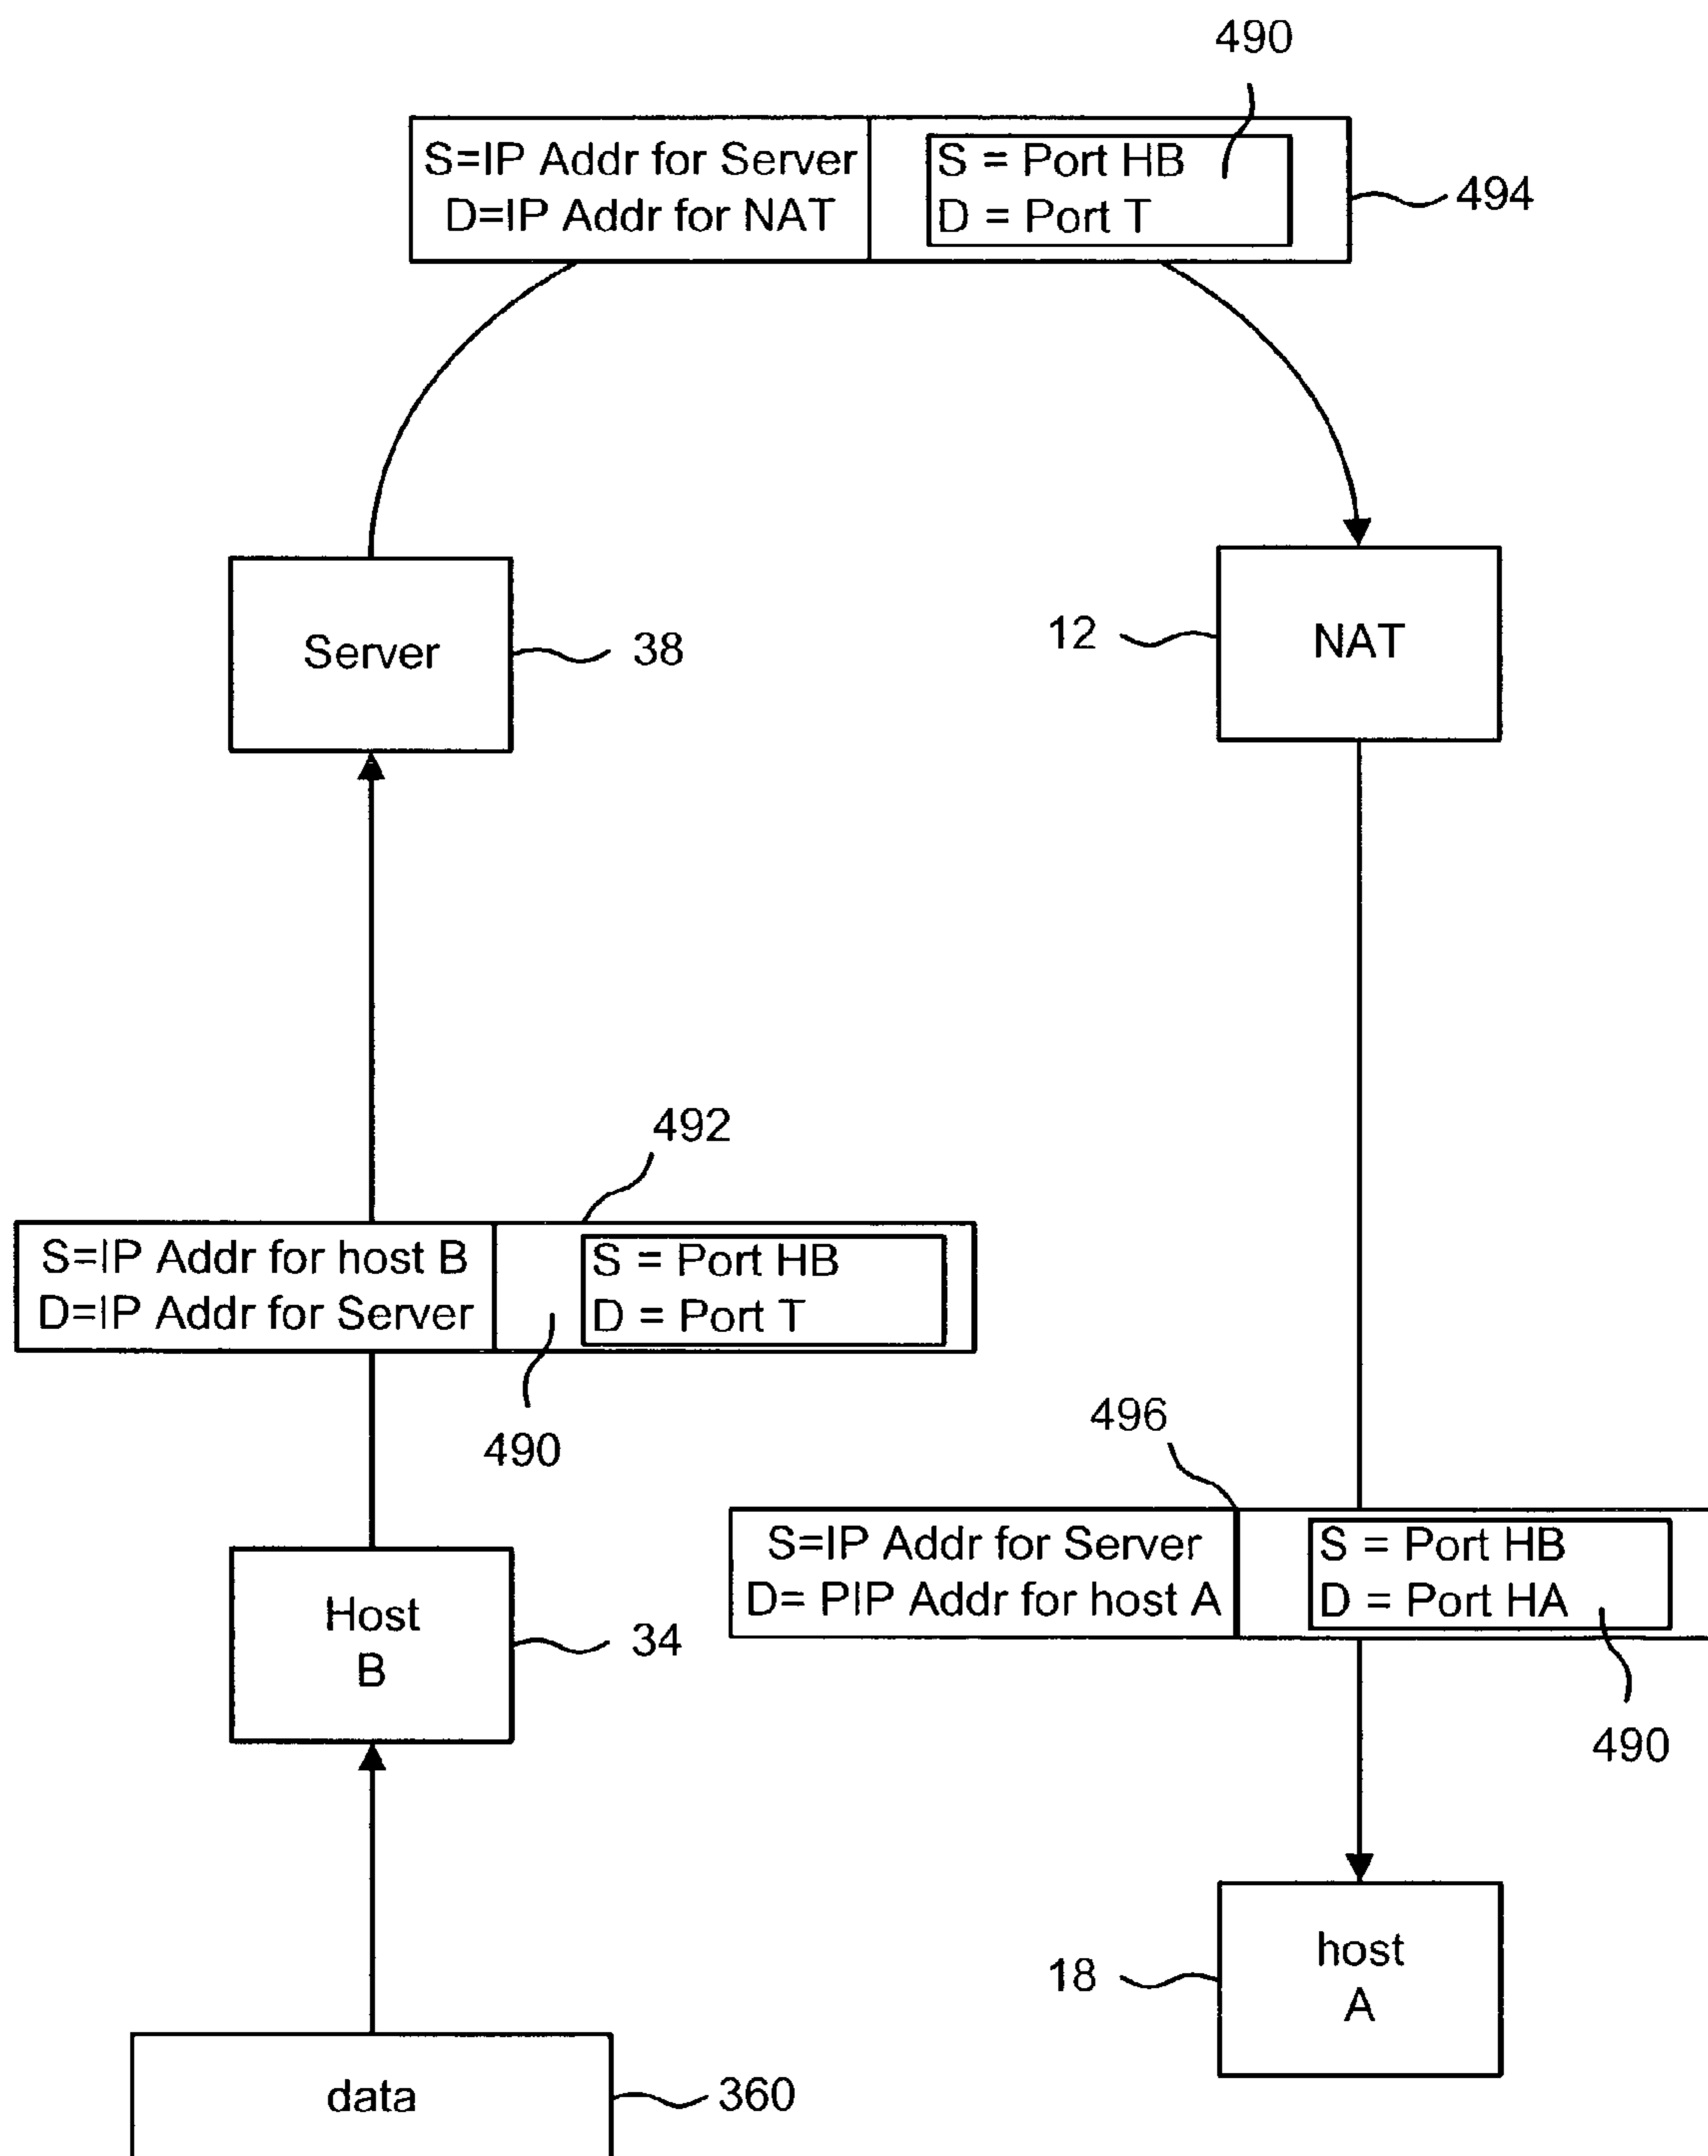 490
S=IP Addr for Server
D=IP Addr for NAT
S = Port HB
D = Port T
494
Server
38
12
NAT
492
S=IP Addr for host B
D=IP Addr for Server
S = Port HB
D = Port T
490
496
S=IP Addr for Server
D= PIP Addr for host A
S = Port HB
D = Port HA
490
Host
B
34
18
host
A
data
360